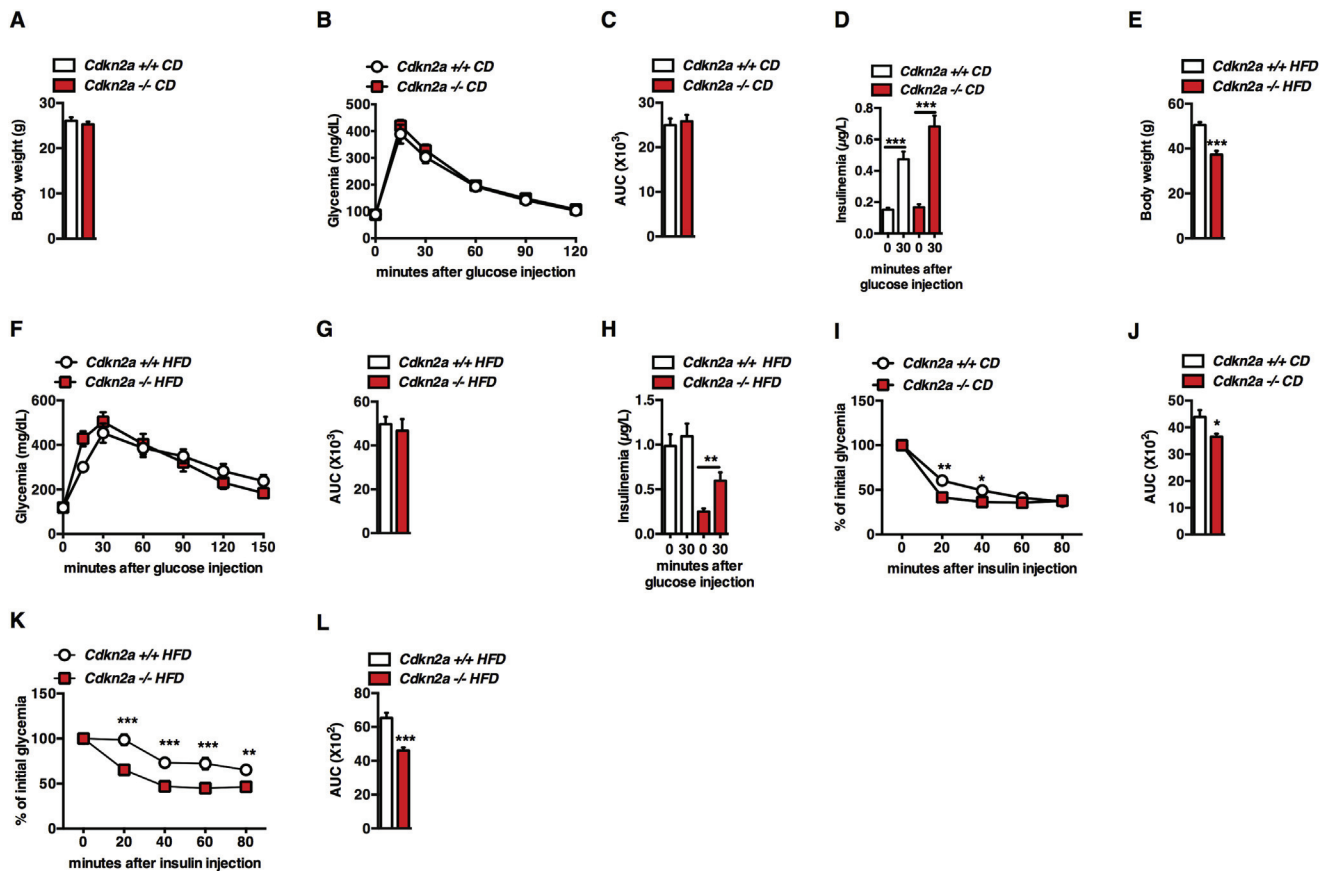 A
Cdkn2a +/+ CD
Cdkn2a -/- CD
30
20
10
0
Body weight (g)
B
Cdkn2a +/+ CD
Cdkn2a -/- CD
500
400
300
200
100
0
Glycemia (mg/dL)
0 30 60 90 120
minutes after glucose injection
C
Cdkn2a +/+ CD
Cdkn2a -/- CD
30
20
10
0
AUC (X10³)
D
Cdkn2a +/+ CD
Cdkn2a -/- CD
0.8
0.6
0.4
0.2
0.0
Insulinemia (µg/L)
***
***
0 30 0 30
minutes after
glucose injection
E
Cdkn2a +/+ HFD
Cdkn2a -/- HFD
60
40
20
0
Body weight (g)
***
F
Cdkn2a +/+ HFD
Cdkn2a -/- HFD
600
400
200
0
Glycemia (mg/dL)
0 30 60 90 120 150
minutes after glucose injection
G
Cdkn2a +/+ HFD
Cdkn2a -/- HFD
60
40
20
0
AUC (X10³)
H
Cdkn2a +/+ HFD
Cdkn2a -/- HFD
1.5
1.0
0.5
0.0
Insulinemia (µg/L)
**
0 30 0 30
minutes after
glucose injection
I
Cdkn2a +/+ CD
Cdkn2a -/- CD
150
100
50
0
% of initial glycemia
** *
0 20 40 60 80
minutes after insulin injection
J
Cdkn2a +/+ CD
Cdkn2a -/- CD
50
40
30
20
10
0
AUC (X10²)
*
K
Cdkn2a +/+ HFD
Cdkn2a -/- HFD
150
100
50
0
% of initial glycemia
*** *** *** **
0 20 40 60 80
minutes after insulin injection
L
Cdkn2a +/+ HFD
Cdkn2a -/- HFD
80
60
40
20
0
AUC (X10²)
***